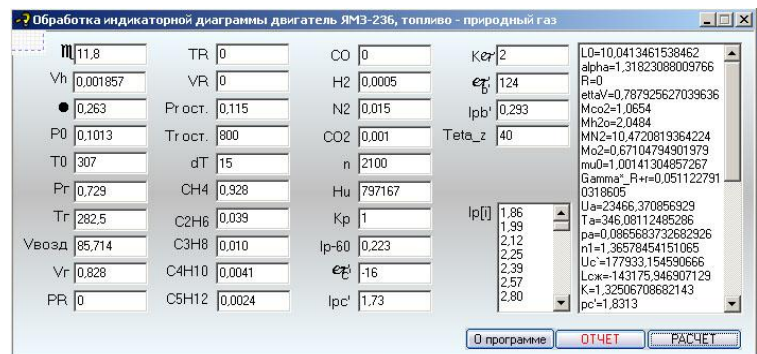 Обработка индикаторной диаграммы двигатель ЯМЗ-236, топливо - природный газ
11,8
Vh 0,001857
0,263
P0 0,1013
T0 307
Pг 0,729
Тг 282,5
Vвозд 85,714
Vг 0,828
PR 0
TR 0
VR 0
Pr ост. 0,115
Tr ост. 800
dT 15
CH4 0,928
C2H6 0,039
C3H8 0,010
C4H10 0,0041
C5H12 0,0024
CO 0
H2 0,0005
N2 0,015
CO2 0,001
n 2100
Hu 797167
Kp 1
lp-60 0,223
-16
lpc' 1,73
2
124
lpb' 0,293
Teta_z 40
lp[i] 1,86
1,99
2,12
2,25
2,39
2,57
2,80
L0=10,0413461538462
alpha=1,31823088009766
R=0
ettaV=0,787925627039636
Mco2=1,0654
Mh2o=2,0484
MN2=10,4720819364224
Mo2=0,67104794901979
mu0=1,00141304857267
Gamma*_R+r=0,051122791
0318605
Ua=23466,370856929
Ta=346,08112485286
pa=0,0865683732682926
n1=1,36578454151065
Uc`=177933,154590666
Lсж=-143175,946907129
K=1,32506708682143
pc'=1,8313
О программе ОТЧЕТ РАСЧЕТ